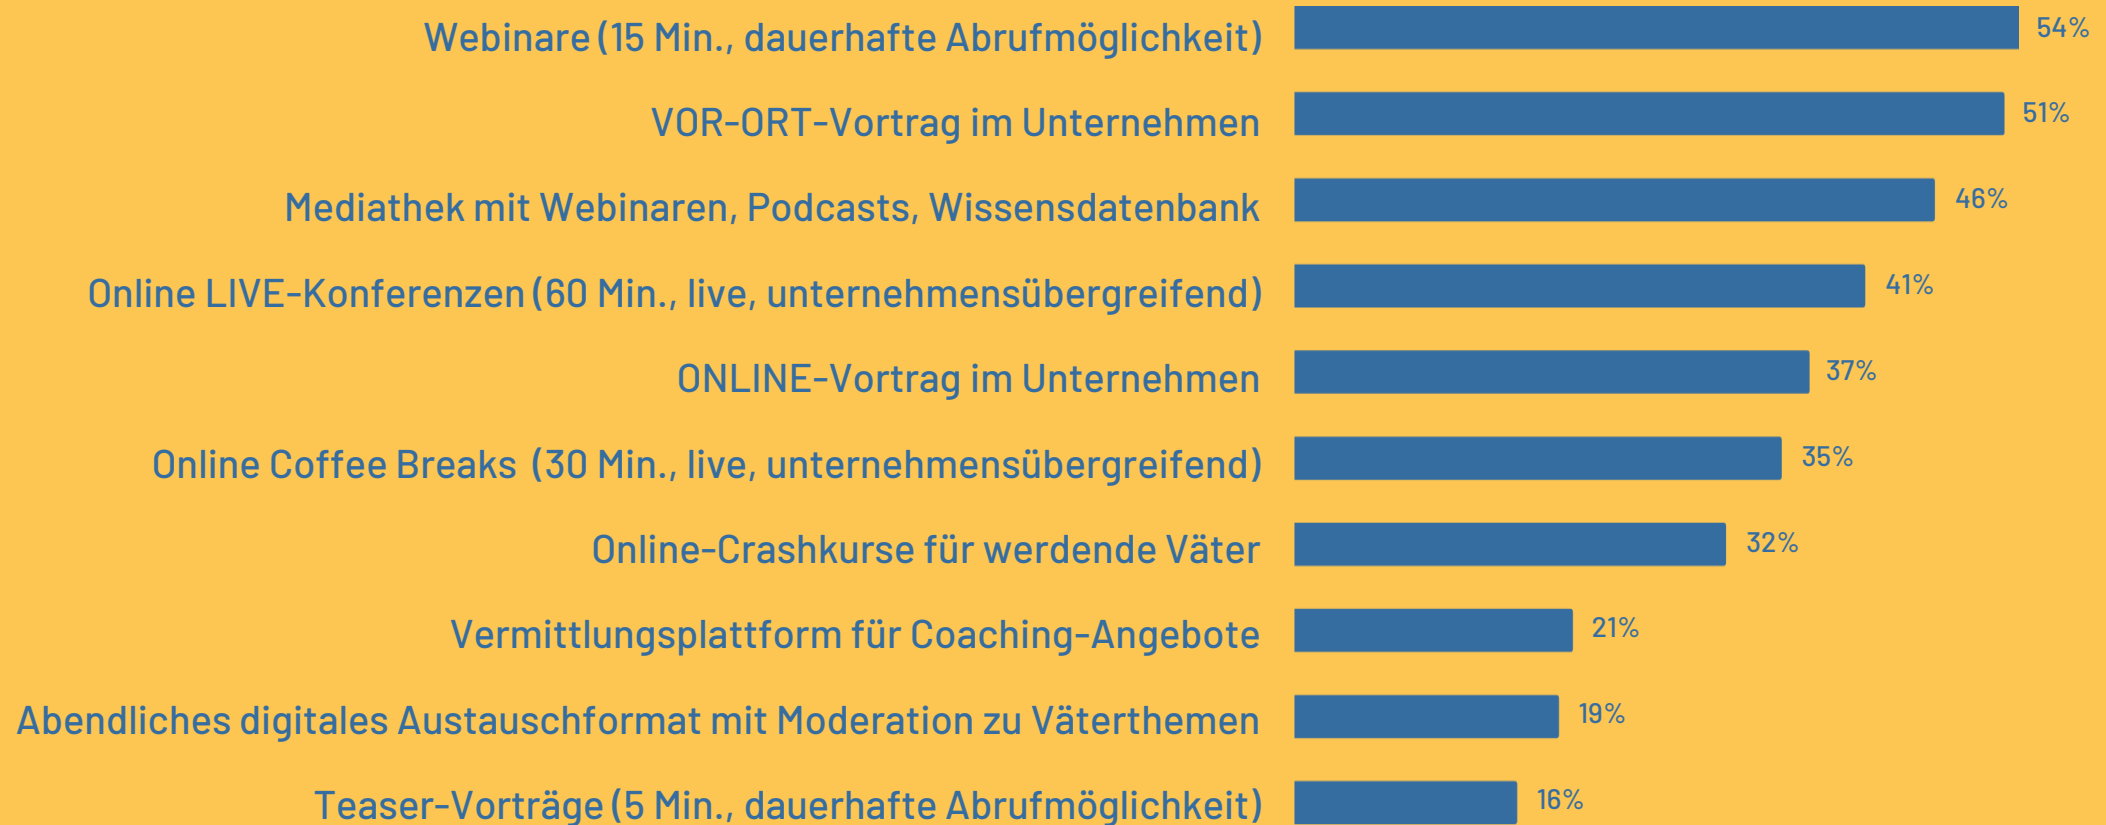 Webinare (15 Min., dauerhafte Abrufmöglichkeit) 54%
VOR-ORT-Vortrag im Unternehmen 51%
Mediathek mit Webinaren, Podcasts, Wissensdatenbank 46%
Online LIVE-Konferenzen (60 Min., live, unternehmensübergreifend) 41%
ONLINE-Vortrag im Unternehmen 37%
Online Coffee Breaks (30 Min., live, unternehmensübergreifend) 35%
Online-Crashkurse für werdende Väter 32%
Vermittlungsplattform für Coaching-Angebote 21%
Abendliches digitales Austauschformat mit Moderation zu Väterthemen 19%
Teaser-Vorträge (5 Min., dauerhafte Abrufmöglichkeit) 16%